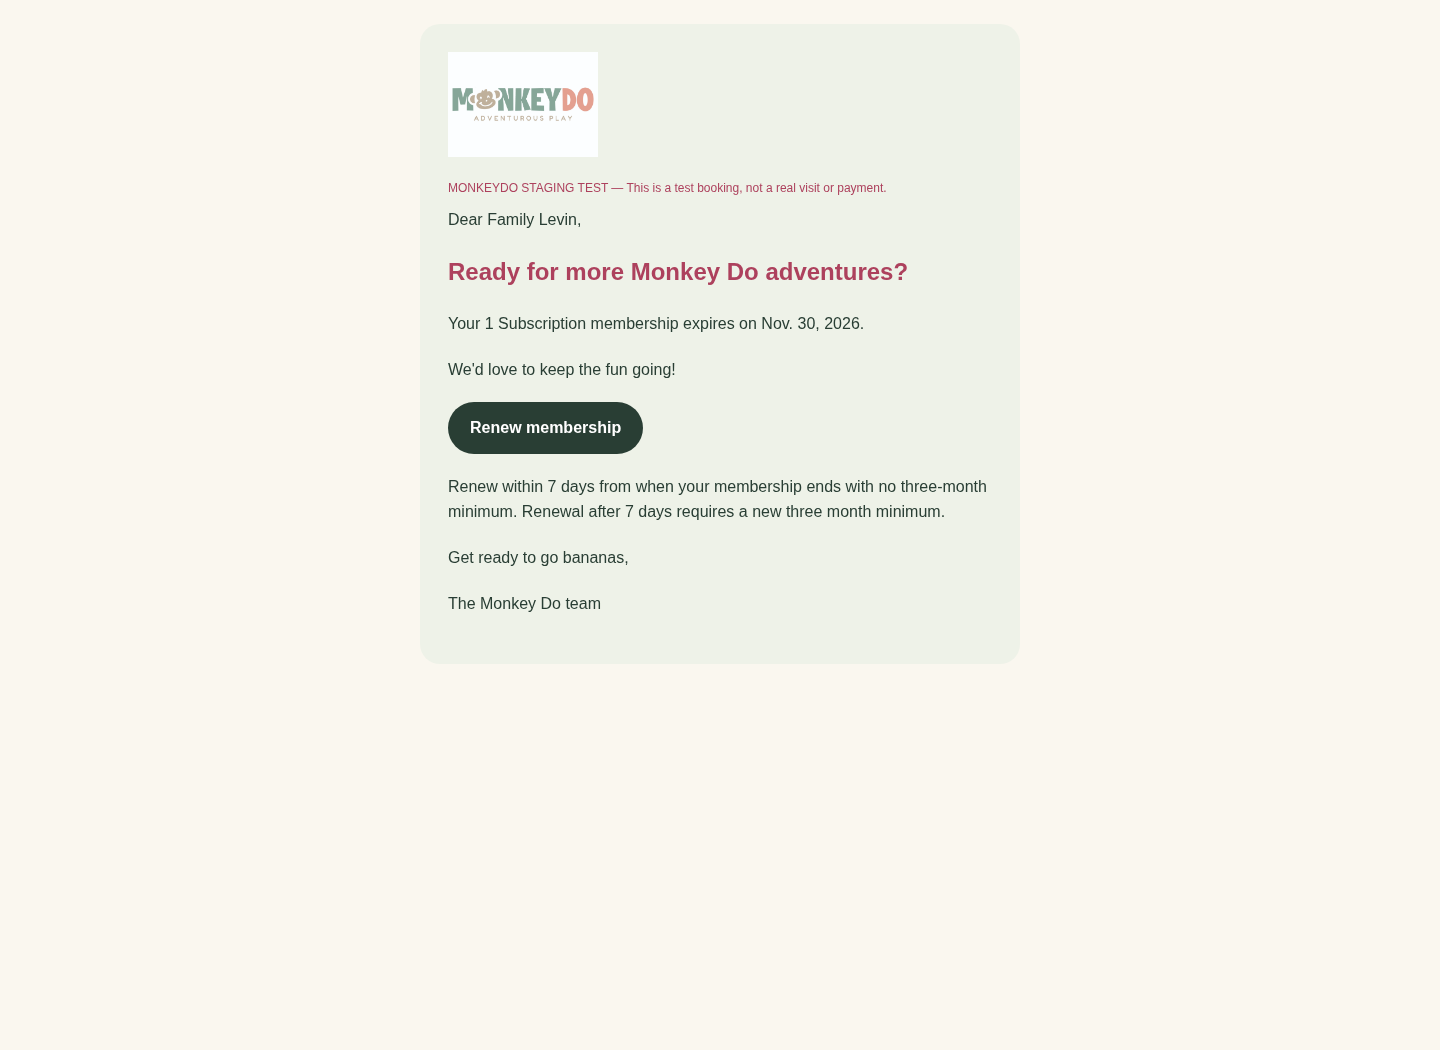 MONKEYDO
ADVENTUROUS PLAY
MONKEYDO STAGING TEST — This is a test booking, not a real visit or payment.
Dear Family Levin,
Ready for more Monkey Do adventures?
Your 1 Subscription membership expires on Nov. 30, 2026.
We'd love to keep the fun going!
Renew membership
Renew within 7 days from when your membership ends with no three-month
minimum. Renewal after 7 days requires a new three month minimum.
Get ready to go bananas,
The Monkey Do team